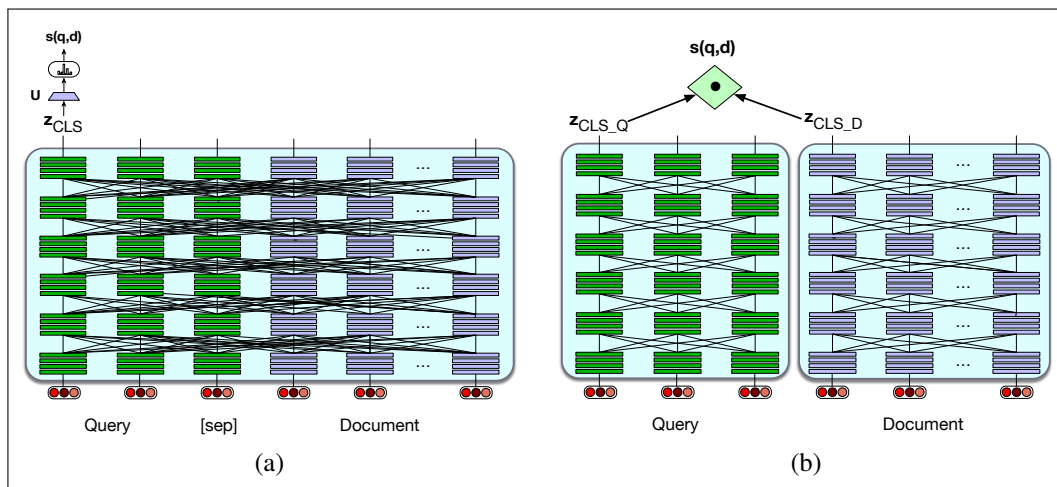 s(q,d)
U
zCLS
...
...
...
...
...
...
Query [sep] Document
(a)
s(q,d)
zCLS_Q zCLS_D
...
...
...
...
...
...
Query Document
(b)